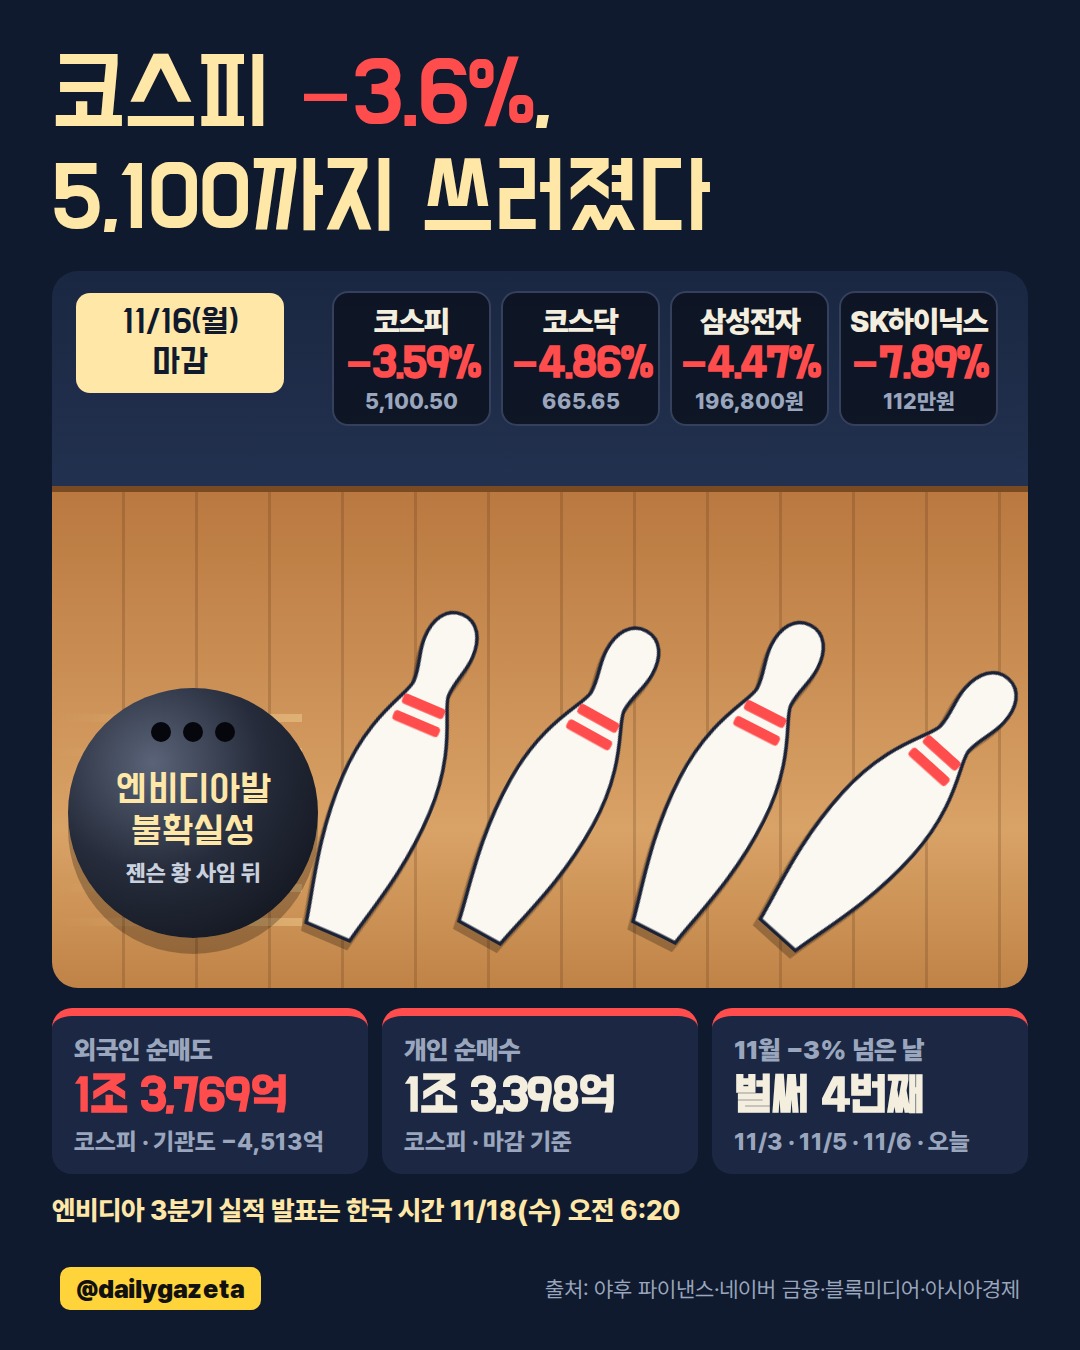 코스피 −3.6%,
5,100까지 쓰러졌다
11/16(월)
마감
코스피
−3.59%
5,100.50
코스닥
−4.86%
665.65
삼성전자
−4.47%
196,800원
SK하이닉스
−7.89%
112만원
엔비디아발
불확실성
젠슨 황 사임 뒤
외국인 순매도
1조 3,769억
코스피 · 기관도 −4,513억
개인 순매수
1조 3,398억
코스피 · 마감 기준
11월 −3% 넘은 날
벌써 4번째
11/3 · 11/5 · 11/6 · 오늘
엔비디아 3분기 실적 발표는 한국 시간 11/18(수) 오전 6:20
@dailygazeta
출처: 야후 파이낸스·네이버 금융·블록미디어·아시아경제